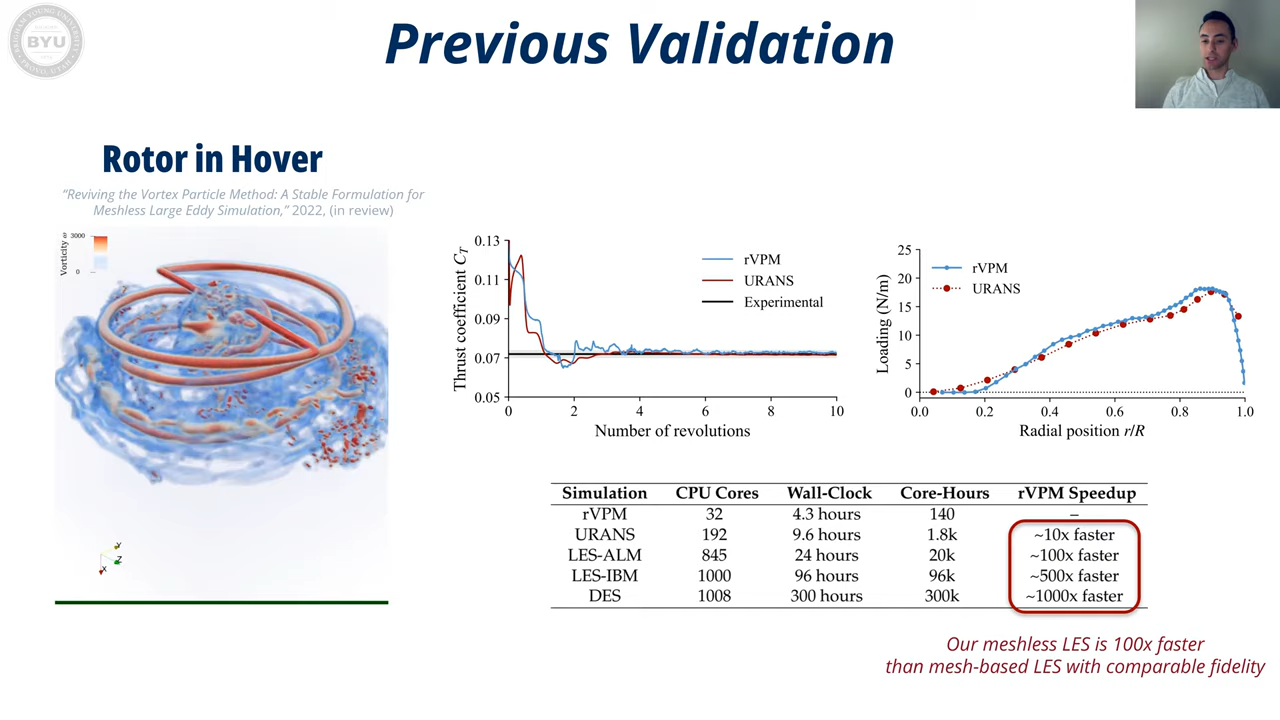 BRIGHAM YOUNG UNIVERSITY
BYU
PROVO, UTAH
Previous Validation
Rotor in Hover
"Reviving the Vortex Particle Method: A Stable Formulation for
Meshless Large Eddy Simulation," 2022, (in review)
Vorticity ω
3000
0
Y
Z
X
Thrust coefficient C_T
0.13
0.11
0.09
0.07
0.05
rVPM
URANS
Experimental
0 2 4 6 8 10
Number of revolutions
Loading (N/m)
25
20
15
10
5
0
rVPM
URANS
0.0 0.2 0.4 0.6 0.8 1.0
Radial position r/R
Simulation CPU Cores Wall-Clock Core-Hours rVPM Speedup
rVPM 32 4.3 hours 140 –
URANS 192 9.6 hours 1.8k ~10x faster
LES-ALM 845 24 hours 20k ~100x faster
LES-IBM 1000 96 hours 96k ~500x faster
DES 1008 300 hours 300k ~1000x faster
Our meshless LES is 100x faster
than mesh-based LES with comparable fidelity